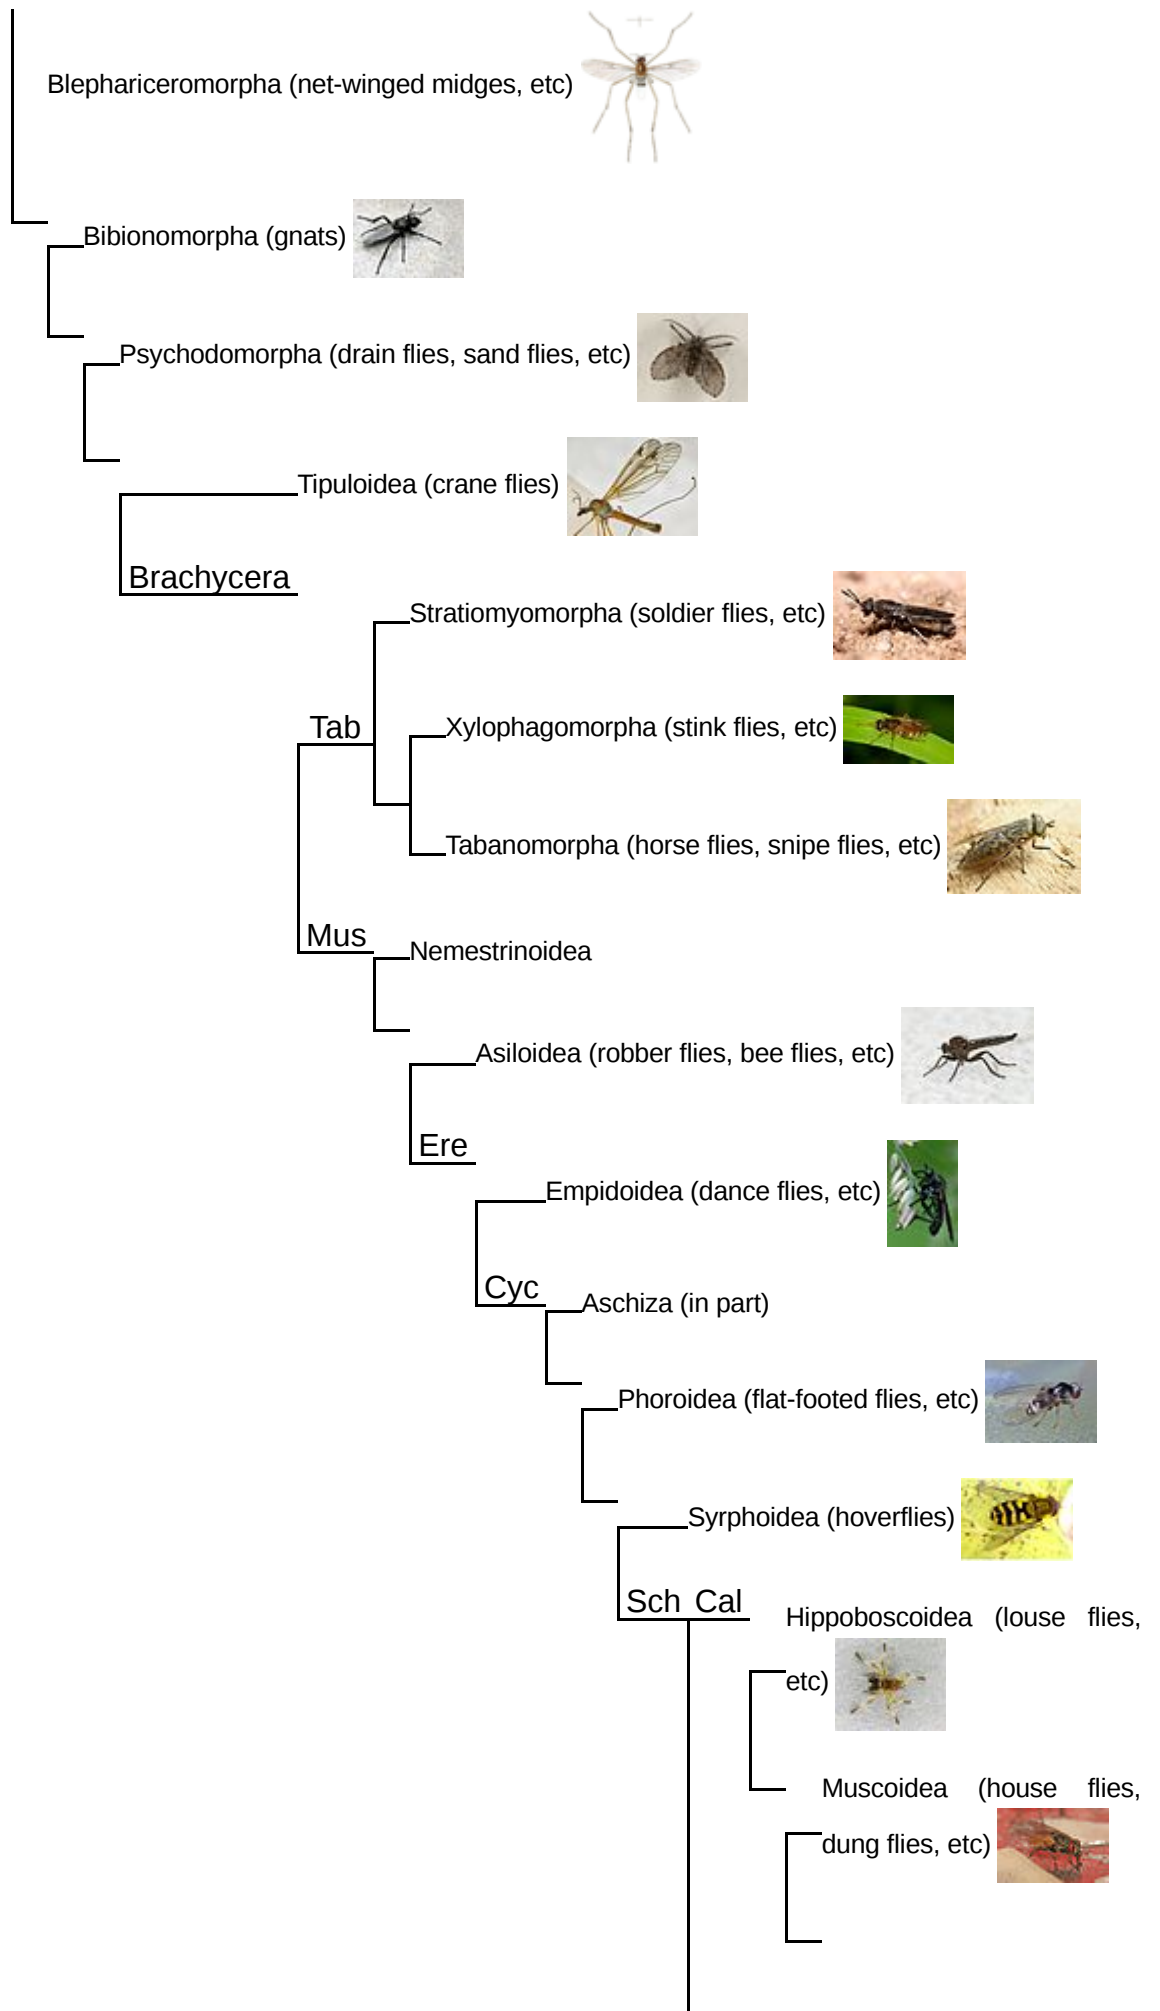 Blephariceromorpha (net-winged midges, etc)
Bibionomorpha (gnats)
Psychodomorpha (drain flies, sand flies, etc)
Tipuloidea (crane flies)
Brachycera
Stratiomyomorpha (soldier flies, etc)
Tab
Xylophagomorpha (stink flies, etc)
Tabanomorpha (horse flies, snipe flies, etc)
Mus
Nemestrinoidea
Asiloidea (robber flies, bee flies, etc)
Ere
Empidoidea (dance flies, etc)
Cyc
Aschiza (in part)
Phoroidea (flat-footed flies, etc)
Syrphoidea (hoverflies)
Sch Cal
Hippoboscoidea (louse flies,
etc)
Muscoidea (house flies,
dung flies, etc)